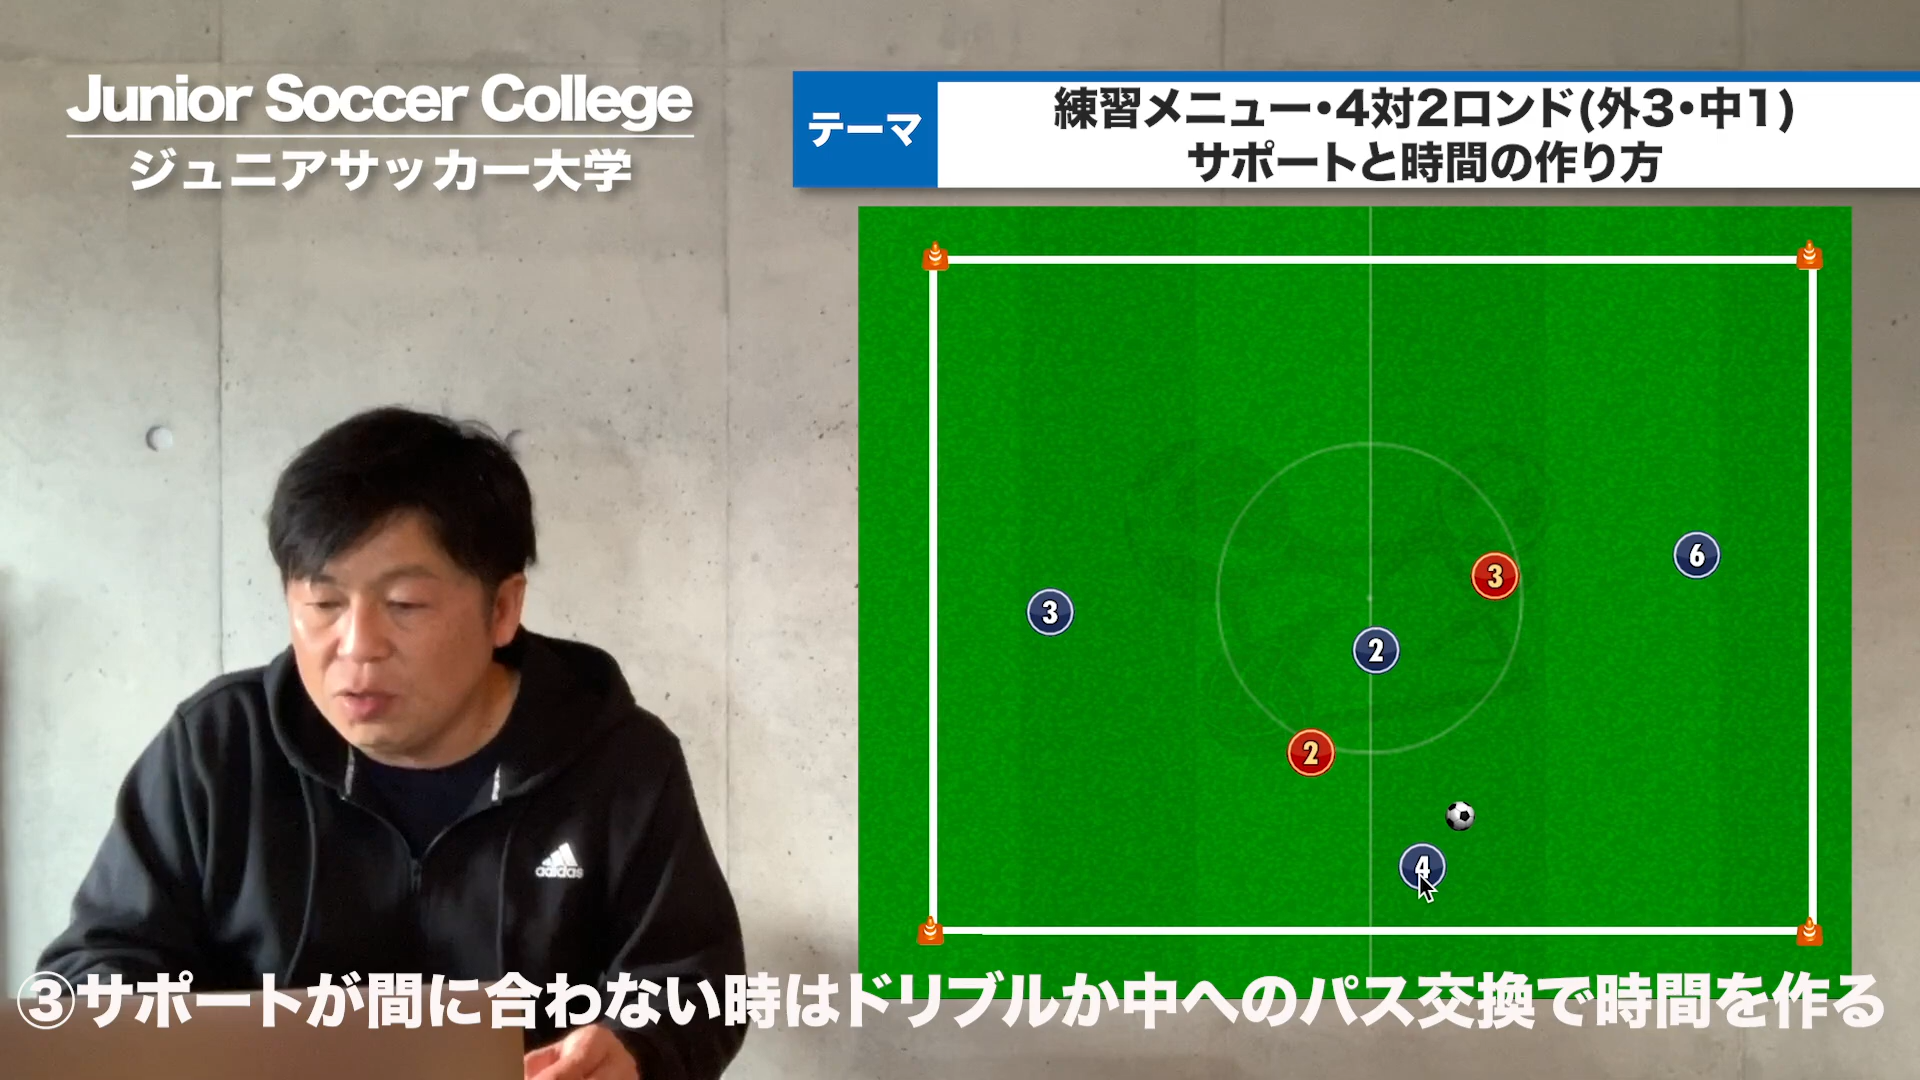 Junior Soccer College
ジュニアサッカー大学
テーマ
練習メニュー・4対2ロンド(外3・中1)
サポートと時間の作り方
6
3
3
2
2
4
adidas
③サポートが間に合わない時はドリブルか中へのパス交換で時間を作る